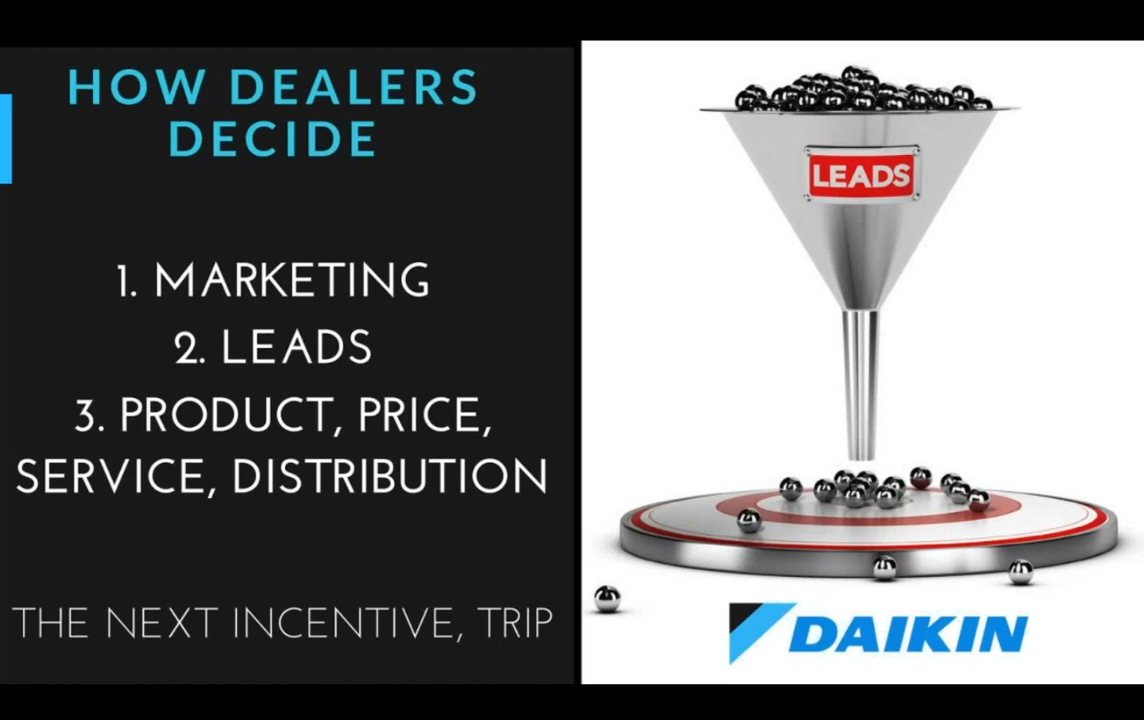 HOW DEALERS
DECIDE
1. MARKETING
2. LEADS
3. PRODUCT, PRICE,
SERVICE, DISTRIBUTION
THE NEXT INCENTIVE, TRIP
LEADS
DAIKIN